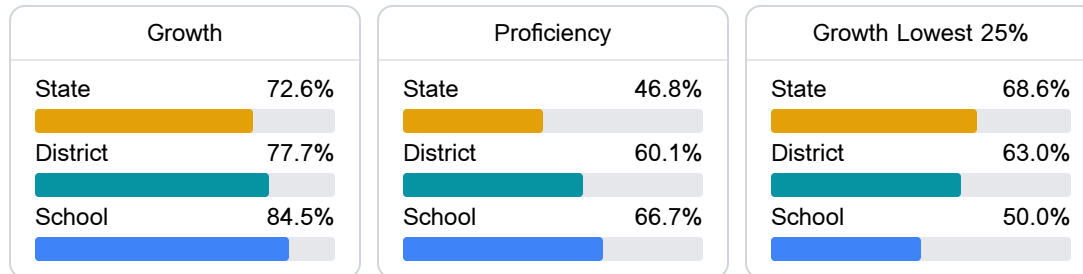 Growth
State 72.6%
District 77.7%
School 84.5%
Proficiency
State 46.8%
District 60.1%
School 66.7%
Growth Lowest 25%
State 68.6%
District 63.0%
School 50.0%